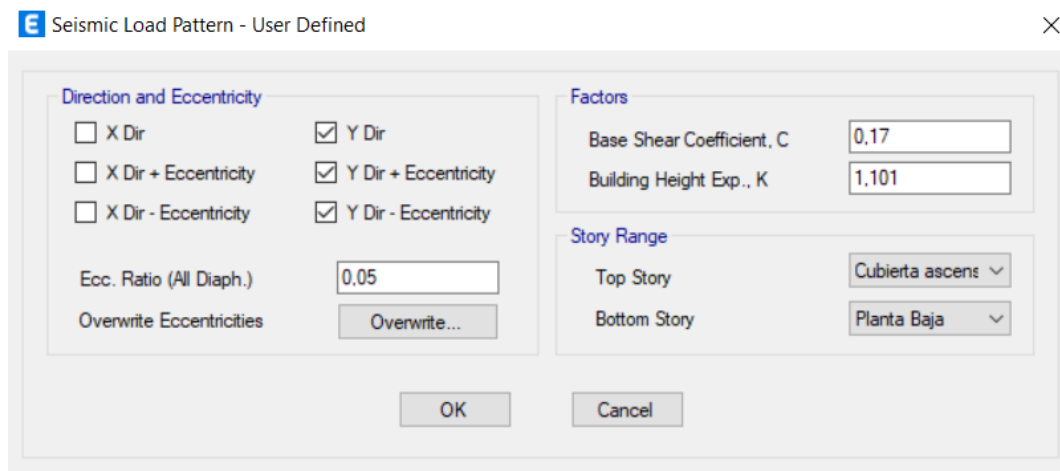 E Seismic Load Pattern - User Defined
Direction and Eccentricity
X Dir
Y Dir
X Dir + Eccentricity
Y Dir + Eccentricity
X Dir - Eccentricity
Y Dir - Eccentricity
Ecc. Ratio (All Diaph.)
0,05
Overwrite Eccentricities
Overwrite...
Factors
Base Shear Coefficient, C
0,17
Building Height Exp., K
1,101
Story Range
Top Story
Cubierta ascens
Bottom Story
Planta Baja
OK
Cancel